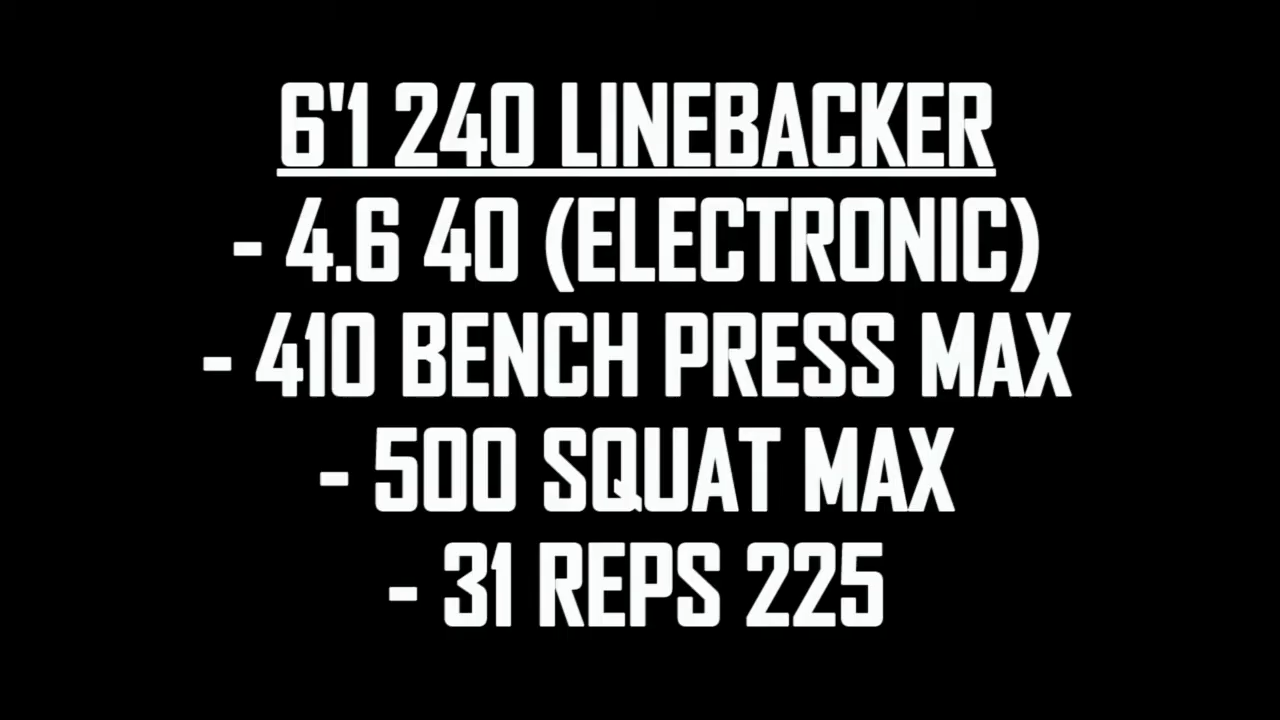 6'1 240 LINEBACKER
- 4.6 40 (ELECTRONIC)
- 410 BENCH PRESS MAX
- 500 SQUAT MAX
- 31 REPS 225